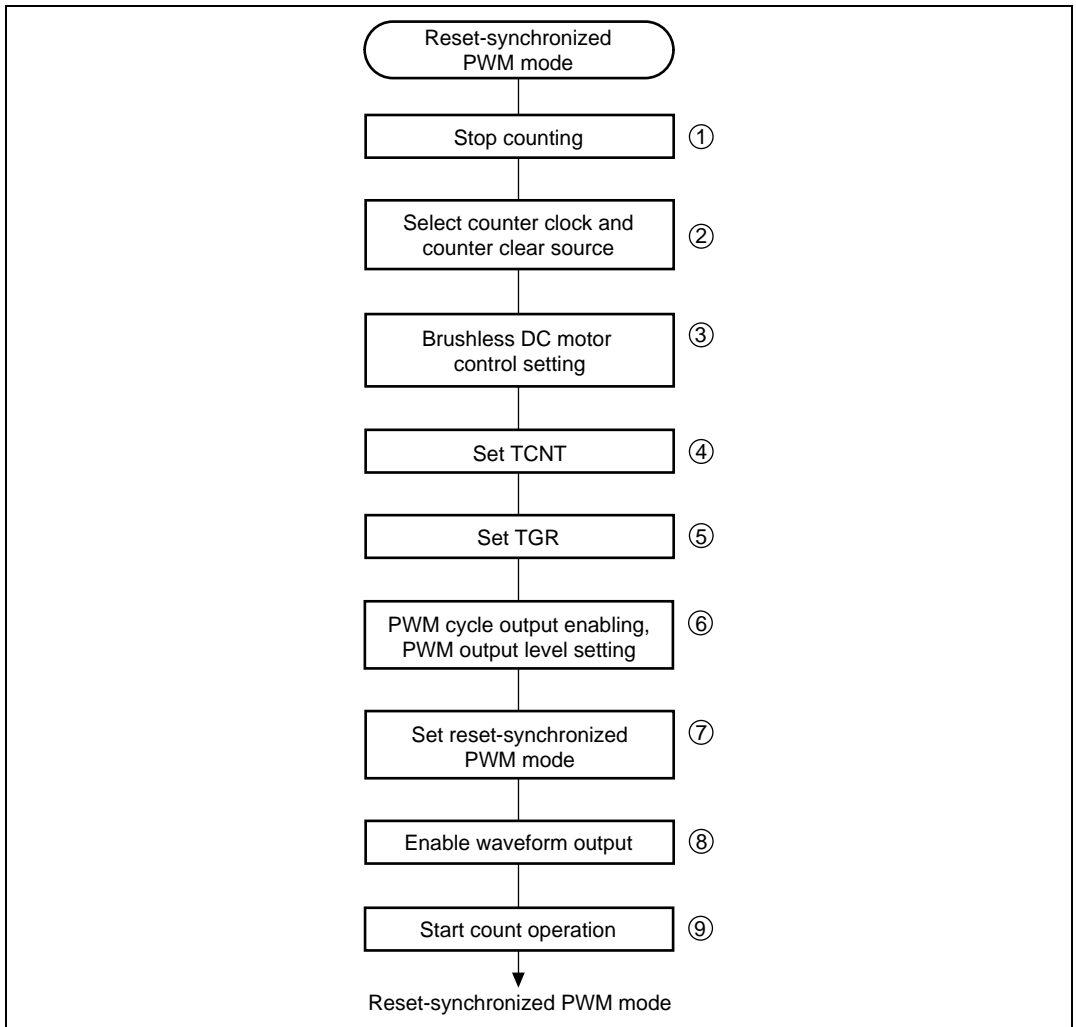 Reset-synchronized
PWM mode
Stop counting
①
Select counter clock and
counter clear source
②
Brushless DC motor
control setting
③
Set TCNT
④
Set TGR
⑤
PWM cycle output enabling,
PWM output level setting
⑥
Set reset-synchronized
PWM mode
⑦
Enable waveform output
⑧
Start count operation
⑨
Reset-synchronized PWM mode